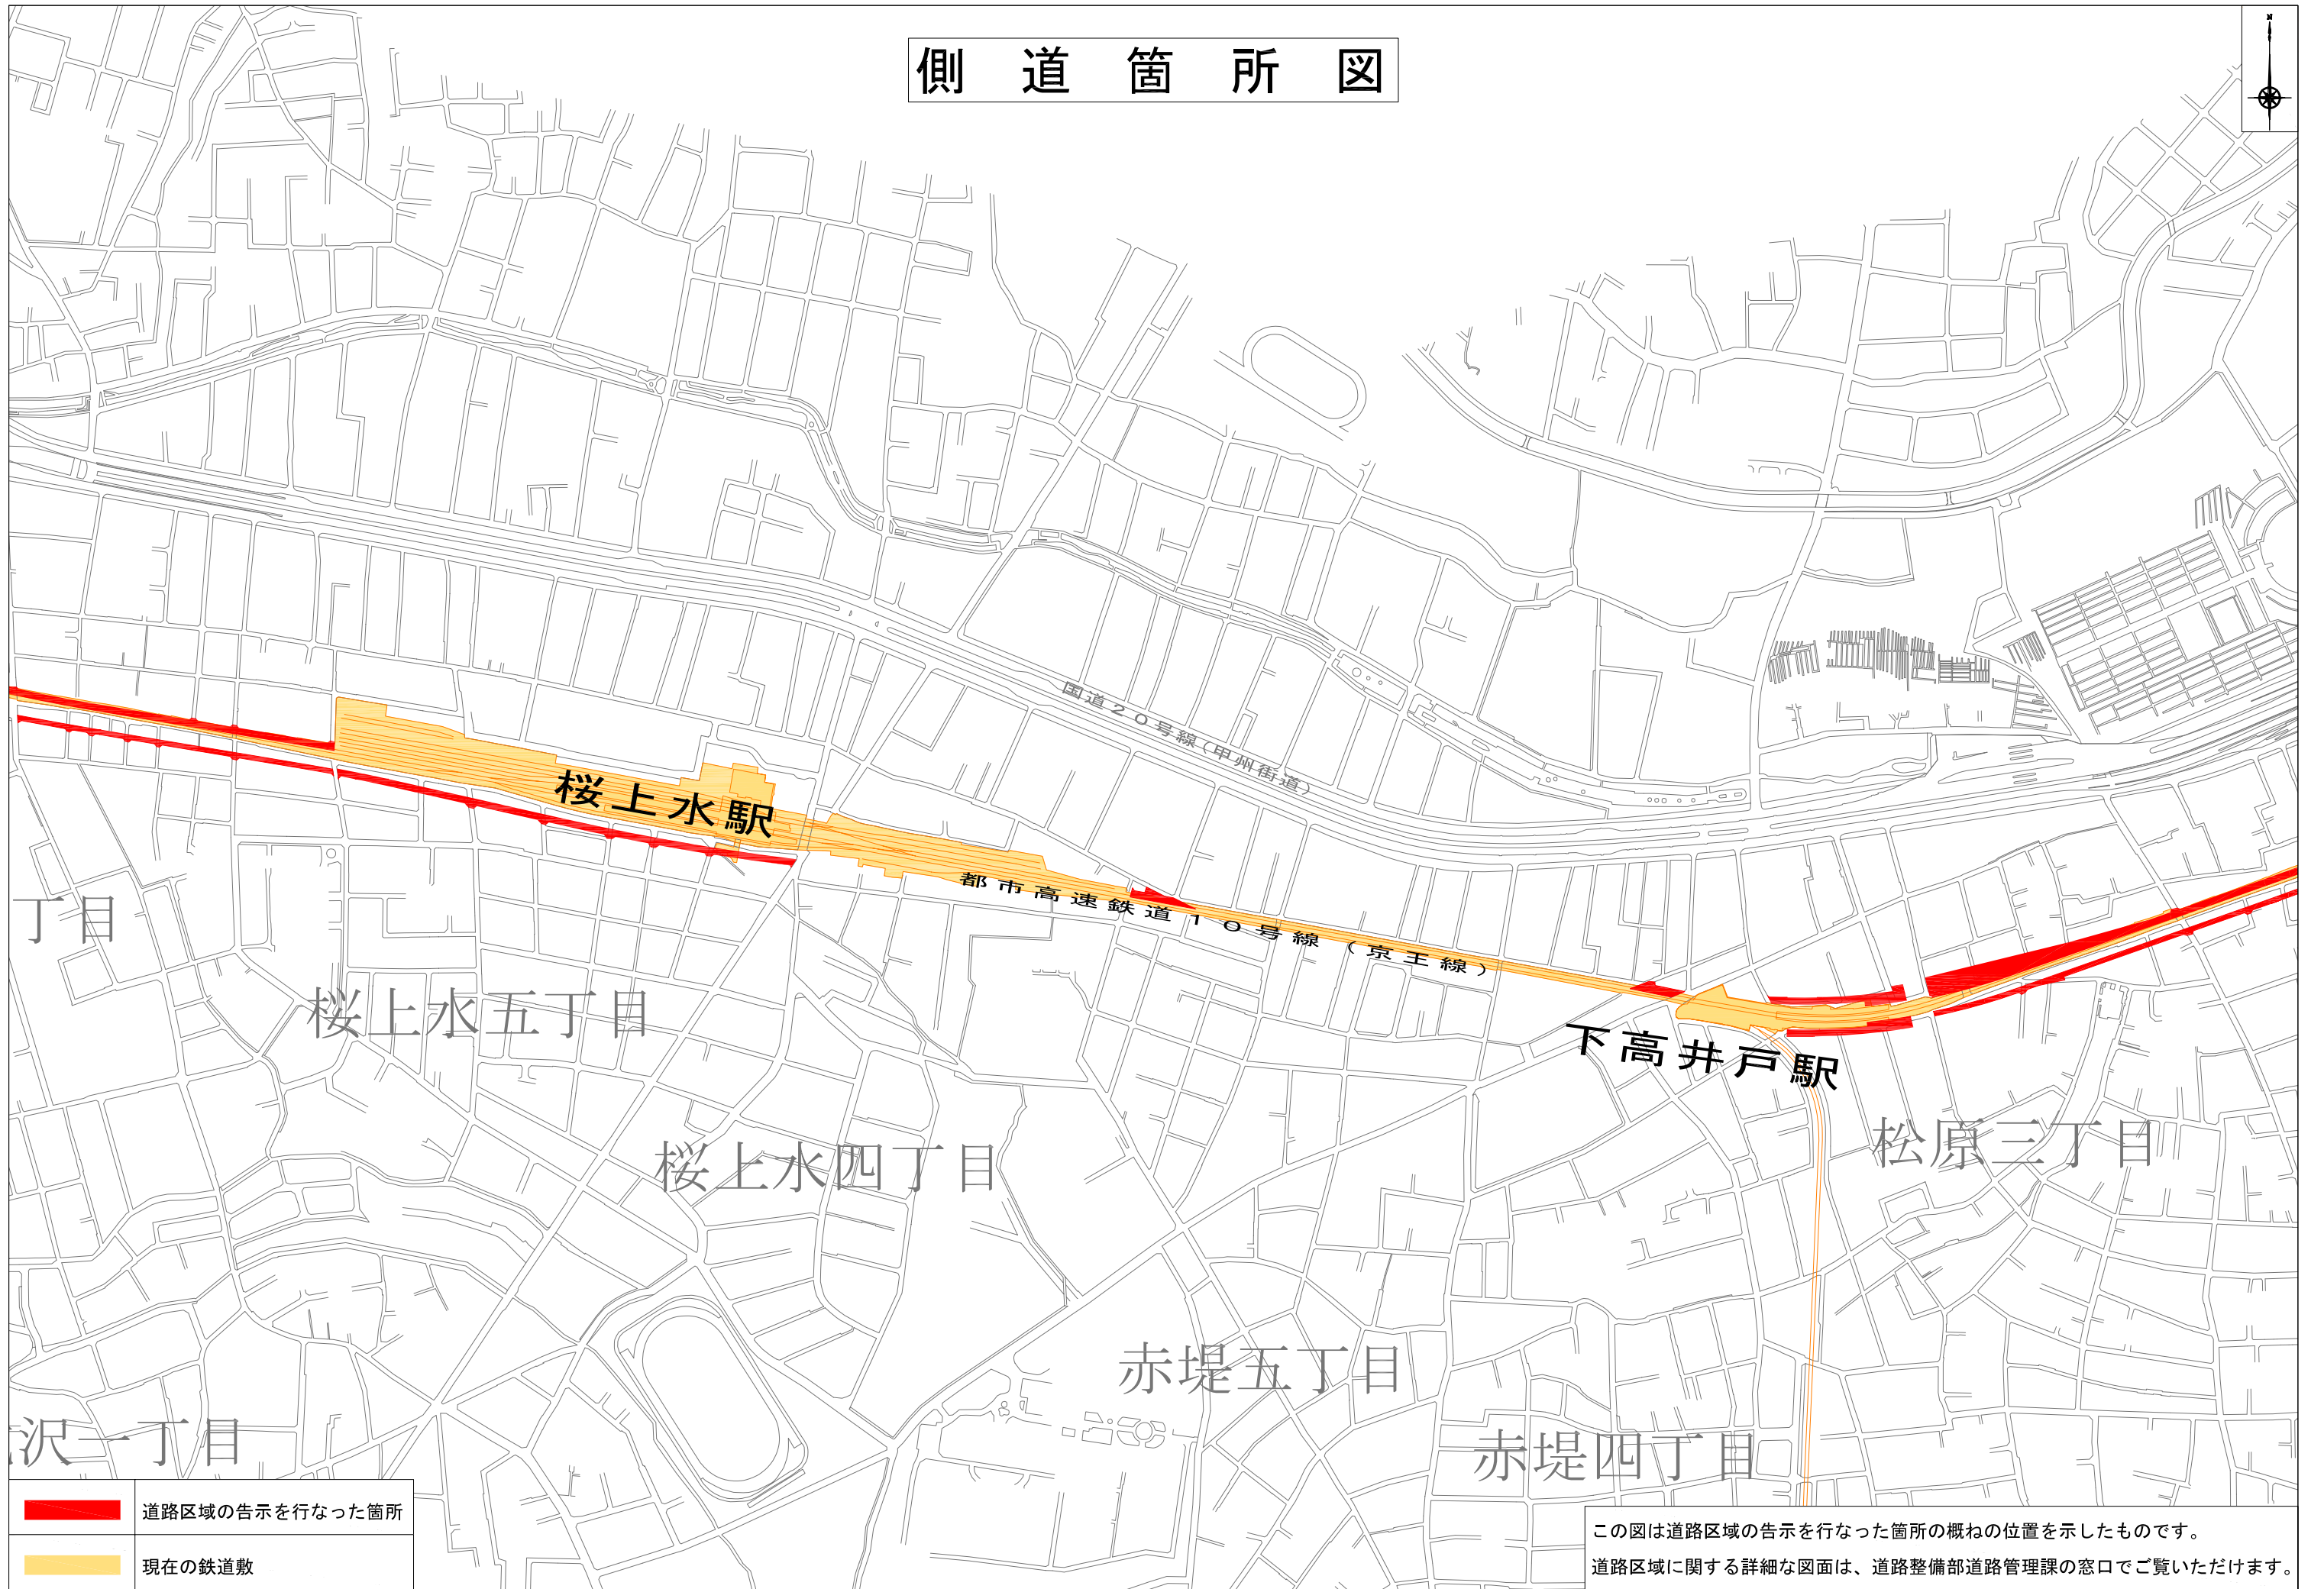 側道箇所図
N
国道20号線(甲州街道)
桜上水駅
都市高速鉄道10号線(京王線)
丁目
桜上水五丁目
下高井戸駅
松原三丁目
桜上水四丁目
赤堤五丁目
沢一丁目
赤堤四丁目
道路区域の告示を行なった箇所
現在の鉄道敷
この図は道路区域の告示を行なった箇所の概ねの位置を示したものです。
道路区域に関する詳細な図面は、道路整備部道路管理課の窓口でご覧いただけます。